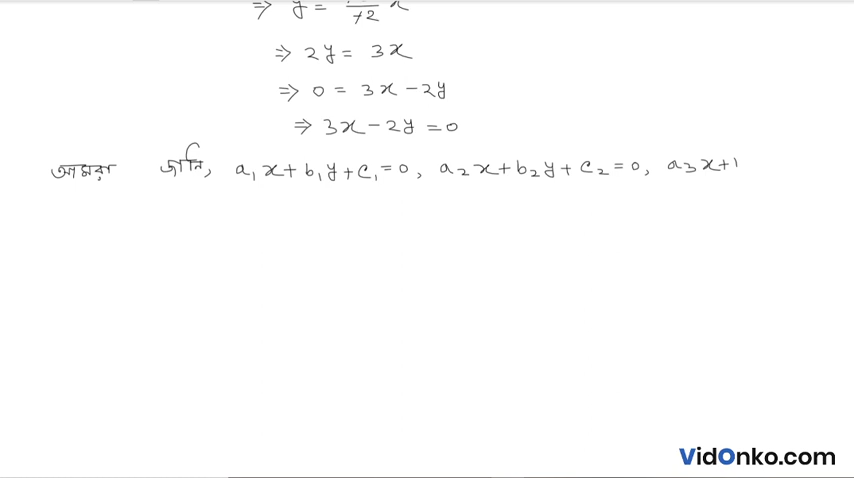 ⇒ y = x
⇒ 2y = 3x
⇒ 0 = 3x - 2y
⇒ 3x - 2y = 0
আমরা জানি, a₁x + b₁y + c₁ = 0, a₂x + b₂y + c₂ = 0, a₃x + 1
VidOnko.com